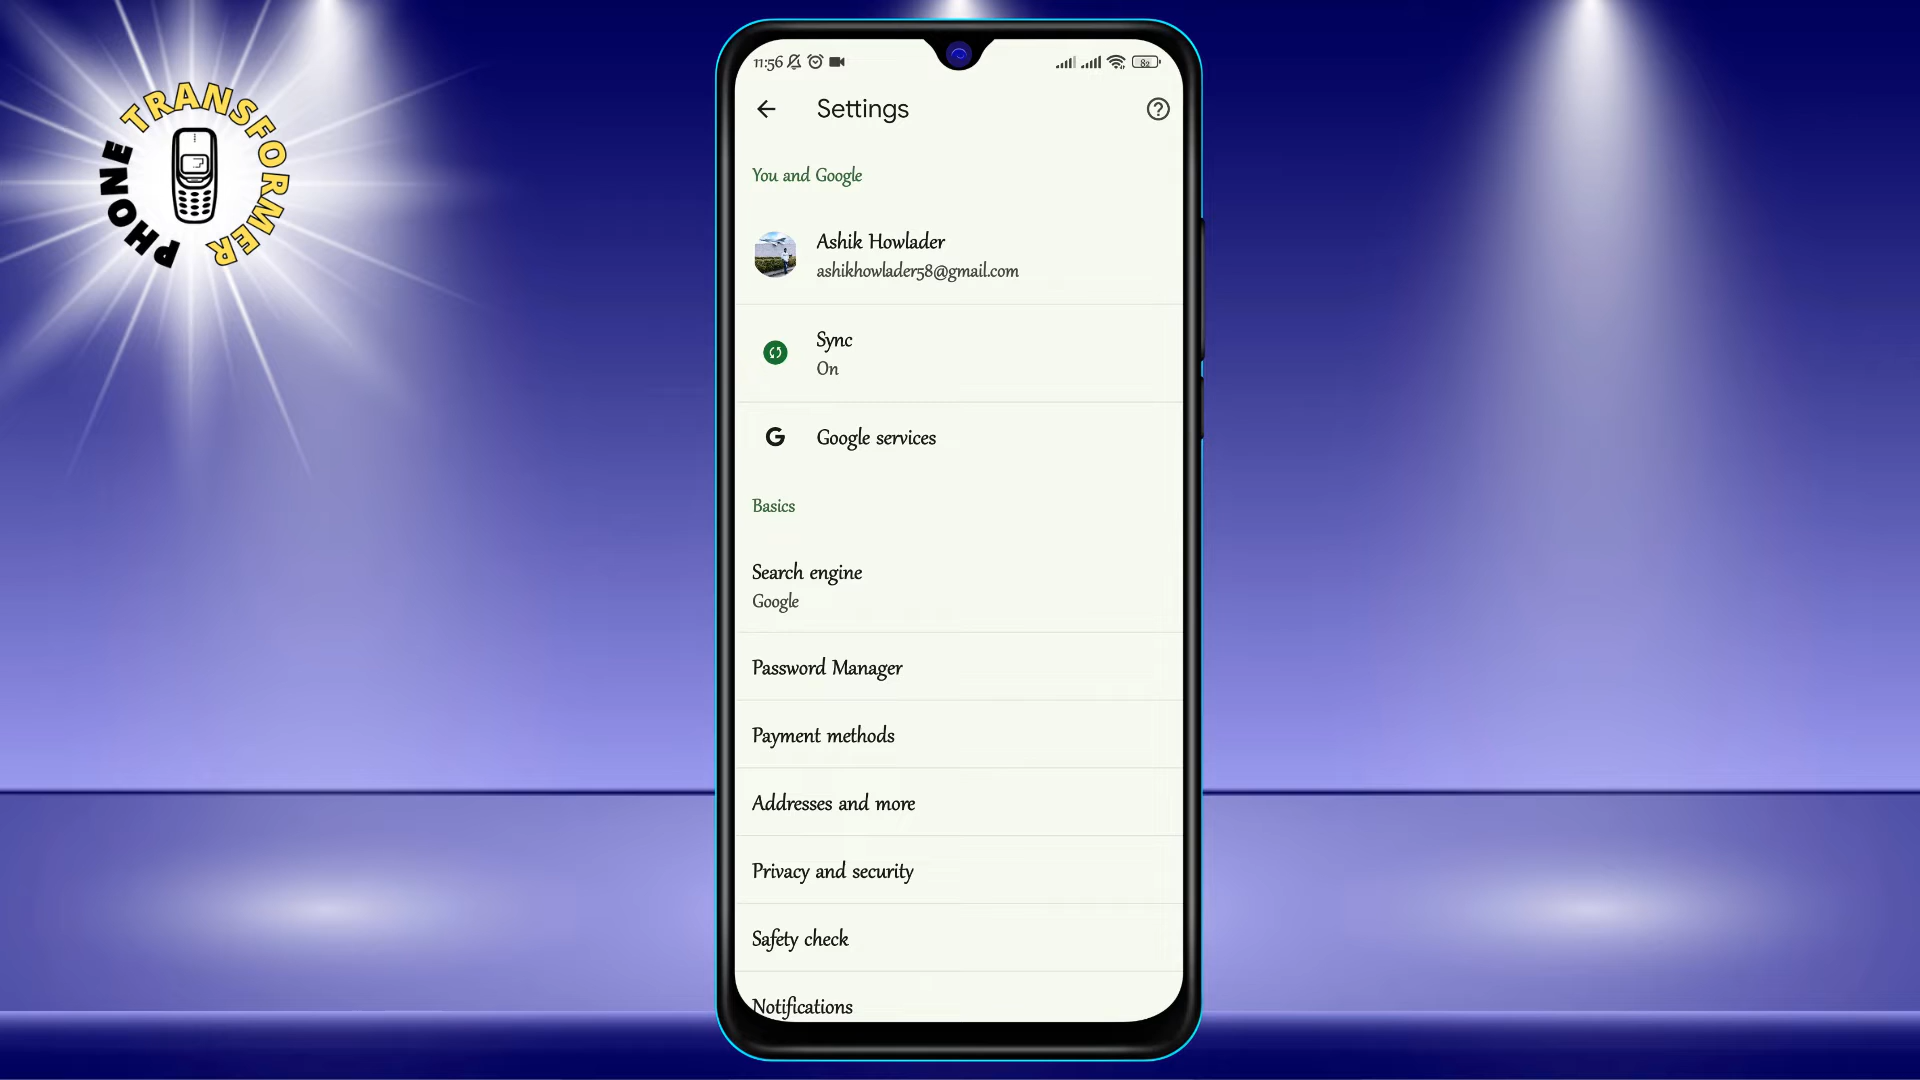 PHONE TRANSFORMER
11:56
82
Settings
You and Google
Ashik Howlader
ashikhowlader58@gmail.com
Sync
On
Google services
Basics
Search engine
Google
Password Manager
Payment methods
Addresses and more
Privacy and security
Safety check
Notifications